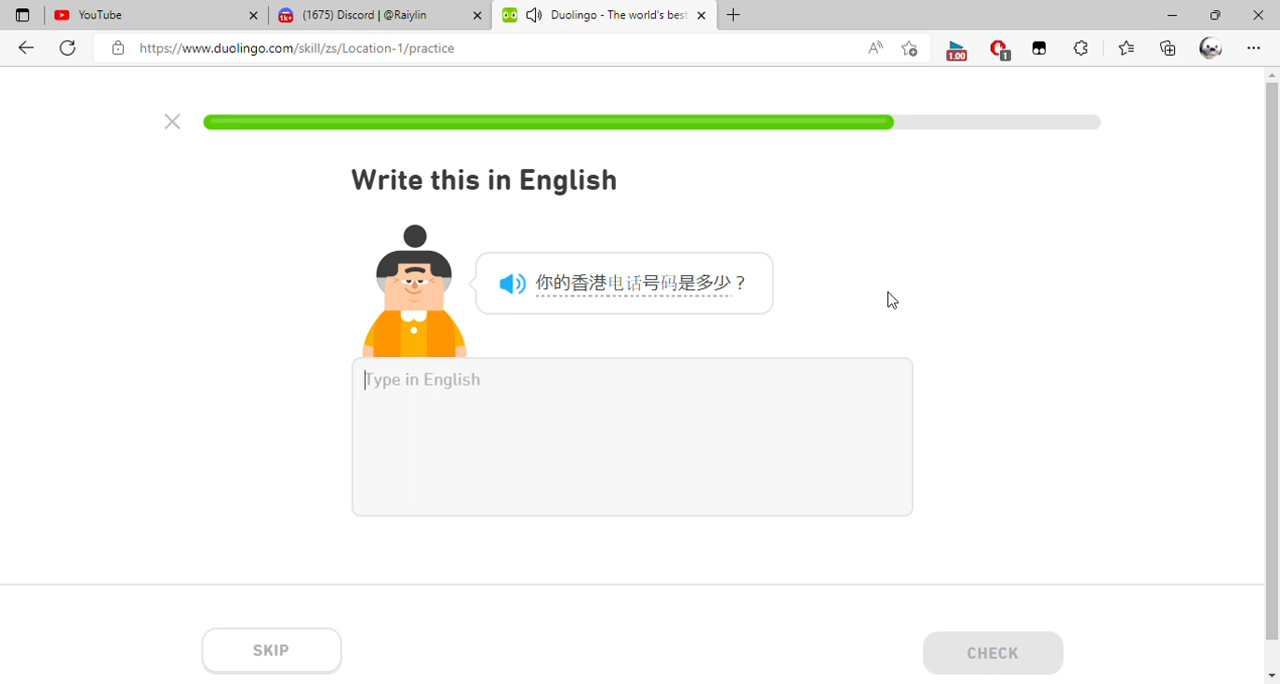 YouTube
1k+ (1675) Discord | @Raiylin
Duolingo - The world's best
https://www.duolingo.com/skill/zs/Location-1/practice
1.00
1
Write this in English
你的香港电话号码是多少？
Type in English
SKIP
CHECK